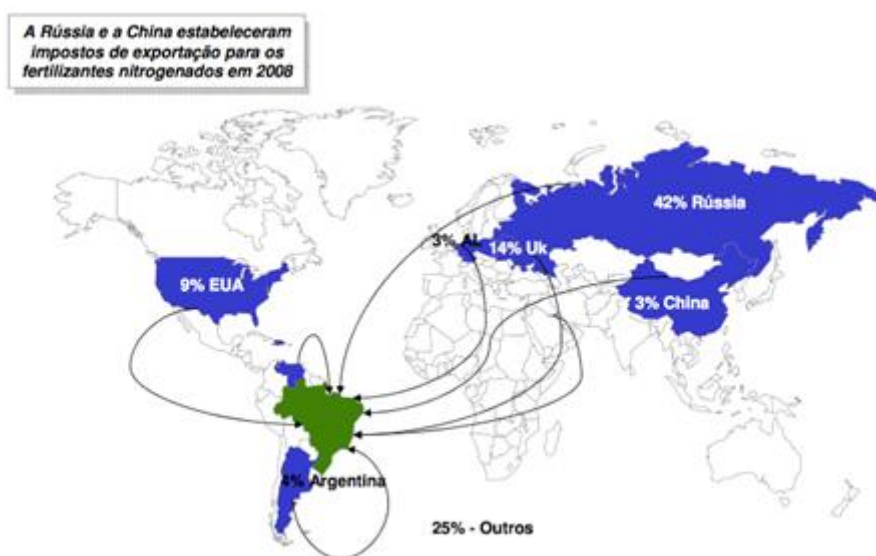 A Rússia e a China estabeleceram
impostos de exportação para os
fertilizantes nitrogenados em 2008
42% Rússia
3% AL
14% Uk
9% EUA
3% China
4% Argentina
25% - Outros